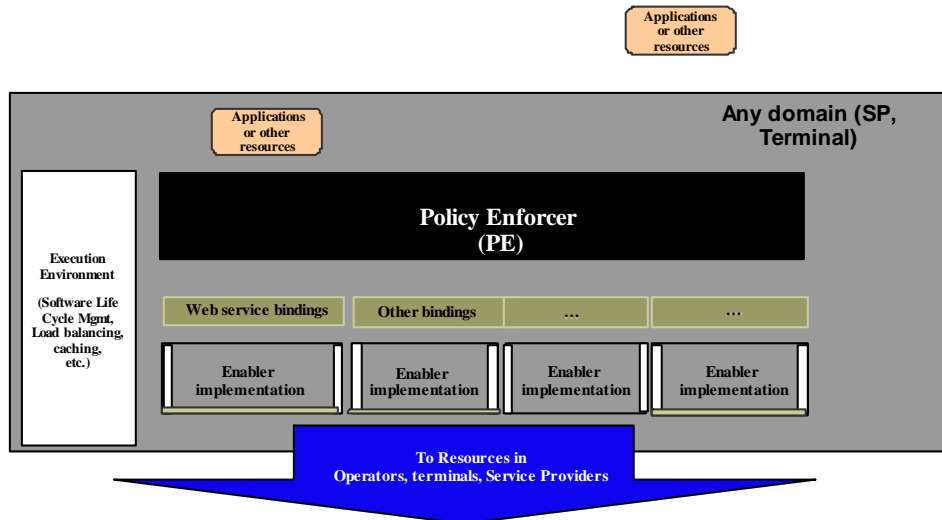 Applications
or other
resources
Any domain (SP,
Terminal)
Applications
or other
resources
Policy Enforcer
(PE)
Execution
Environment
(Software Life
Cycle Mgmt,
Load balancing,
caching,
etc.)
Web service bindings
Other bindings
...
...
Enabler
implementation
Enabler
implementation
Enabler
implementation
Enabler
implementation
To Resources in
Operators, terminals, Service Providers